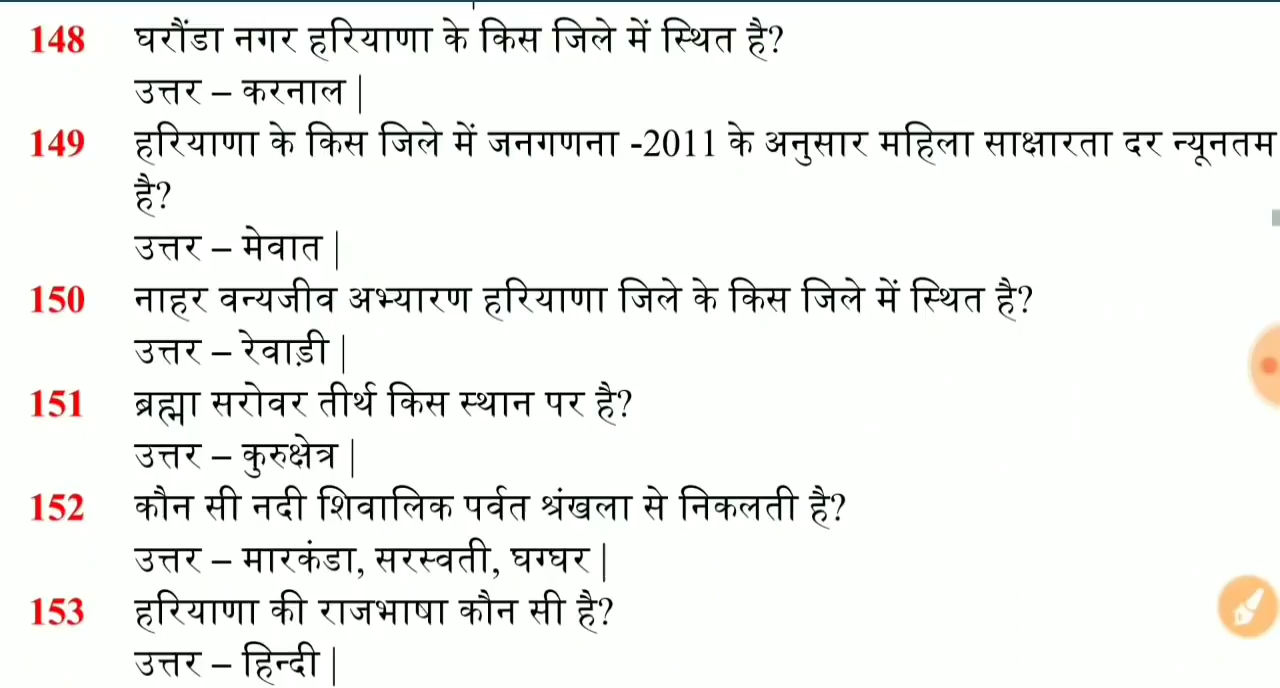 148 घरौंडा नगर हरियाणा के किस जिले में स्थित है?
उत्तर – करनाल |
149 हरियाणा के किस जिले में जनगणना -2011 के अनुसार महिला साक्षारता दर न्यूनतम
है?
उत्तर – मेवात |
150 नाहर वन्यजीव अभ्यारण हरियाणा जिले के किस जिले में स्थित है?
उत्तर – रेवाड़ी |
151 ब्रह्मा सरोवर तीर्थ किस स्थान पर है?
उत्तर – कुरुक्षेत्र |
152 कौन सी नदी शिवालिक पर्वत श्रंखला से निकलती है?
उत्तर – मारकंडा, सरस्वती, घग्घर |
153 हरियाणा की राजभाषा कौन सी है?
उत्तर – हिन्दी |